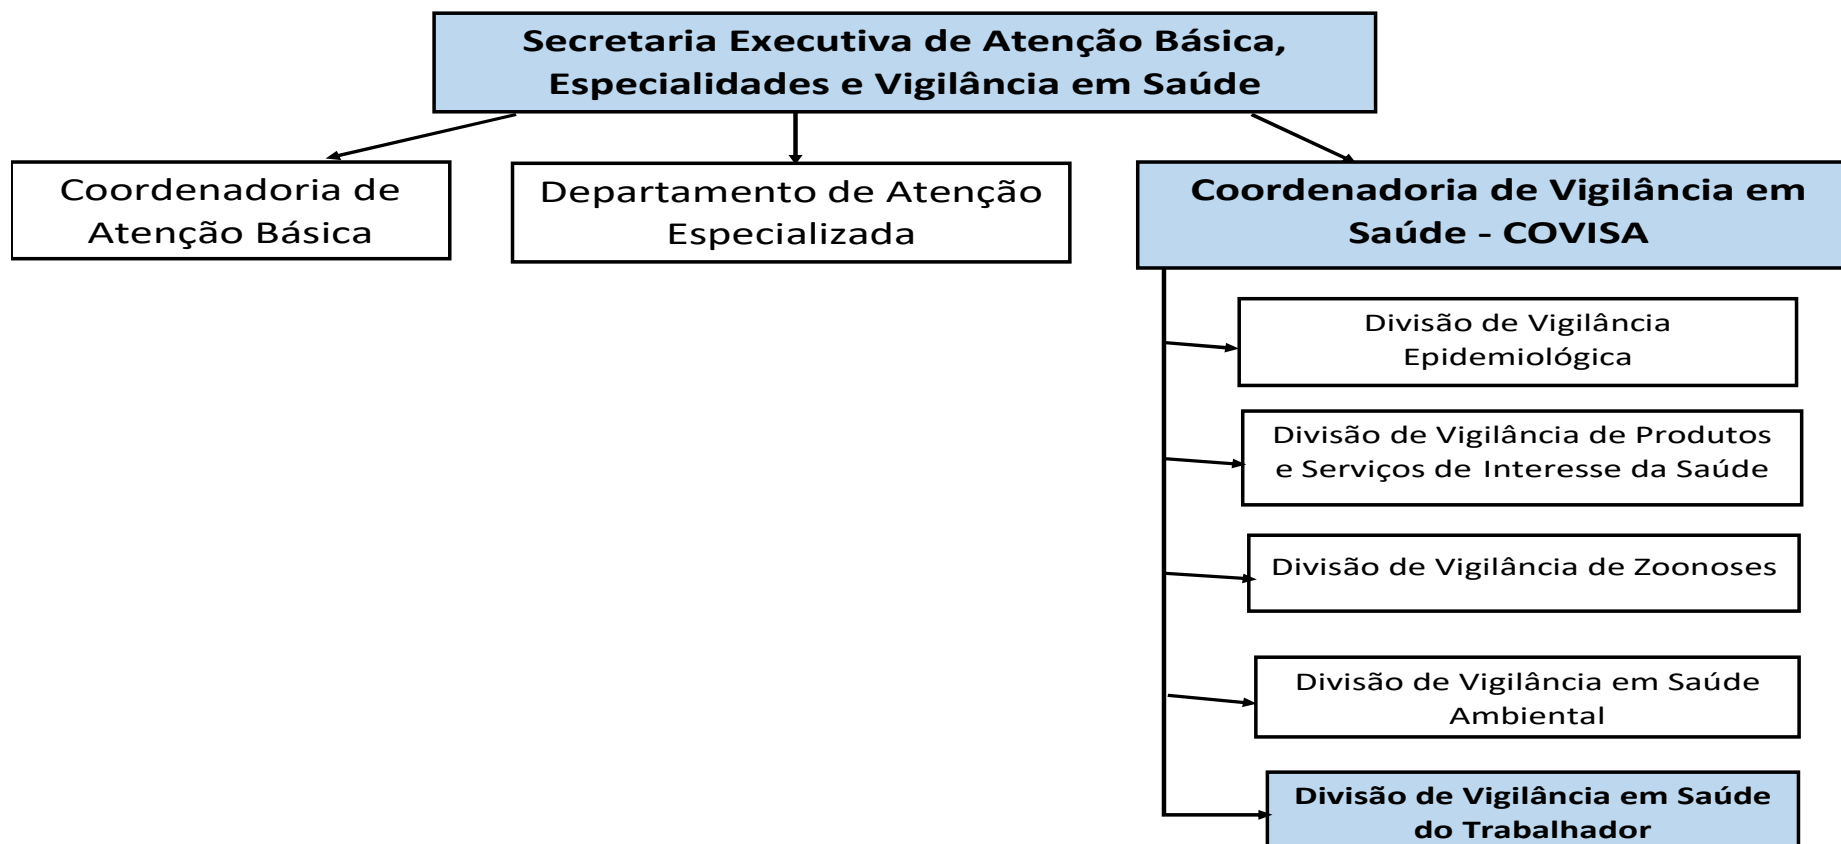 Secretaria Executiva de Atenção Básica,
Especialidades e Vigilância em Saúde
Coordenadoria de
Atenção Básica
Departamento de Atenção
Especializada
Coordenadoria de Vigilância em
Saúde - COVISA
Divisão de Vigilância
Epidemiológica
Divisão de Vigilância de Produtos
e Serviços de Interesse da Saúde
Divisão de Vigilância de Zoonoses
Divisão de Vigilância em Saúde
Ambiental
Divisão de Vigilância em Saúde
do Trabalhador